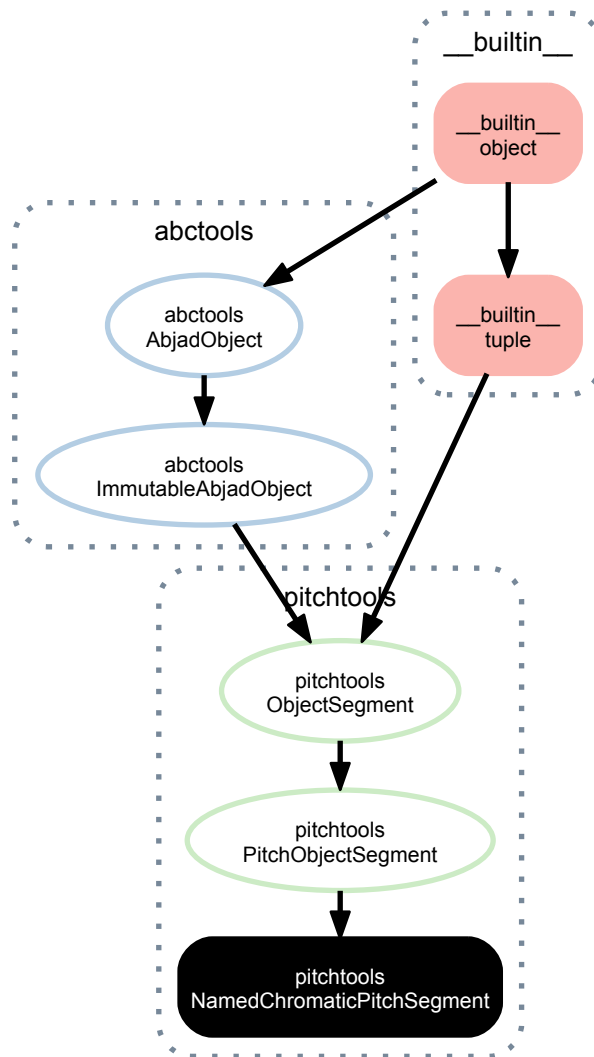 __builtin__
__builtin__
object
abctools
abctools
AbjadObject
__builtin__
tuple
abctools
ImmutableAbjadObject
pitchtools
pitchtools
ObjectSegment
pitchtools
PitchObjectSegment
pitchtools
NamedChromaticPitchSegment